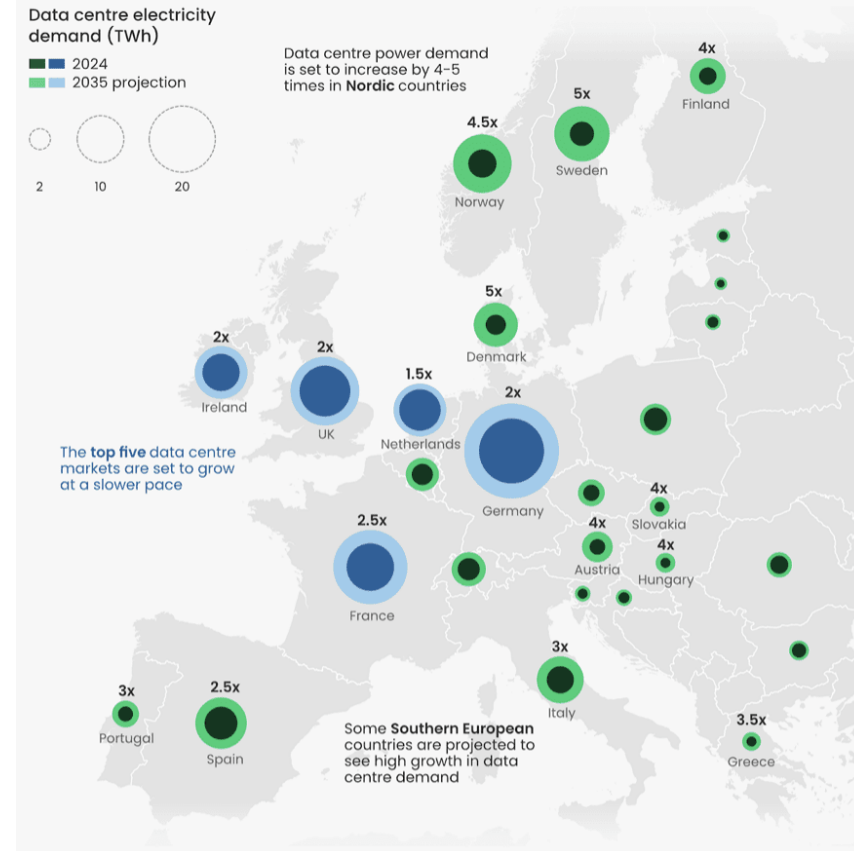 Data centre electricity
demand (TWh)
2024
2035 projection
2
10
20
Data centre power demand
is set to increase by 4-5
times in Nordic countries
4x
Finland
5x
Sweden
4.5x
Norway
5x
Denmark
2x
Ireland
2x
UK
1.5x
Netherlands
2x
Germany
The top five data centre
markets are set to grow
at a slower pace
4x
Slovakia
4x
Austria
4x
Hungary
2.5x
France
3x
Italy
3x
Portugal
2.5x
Spain
Some Southern European
countries are projected to
see high growth in data
centre demand
3.5x
Greece